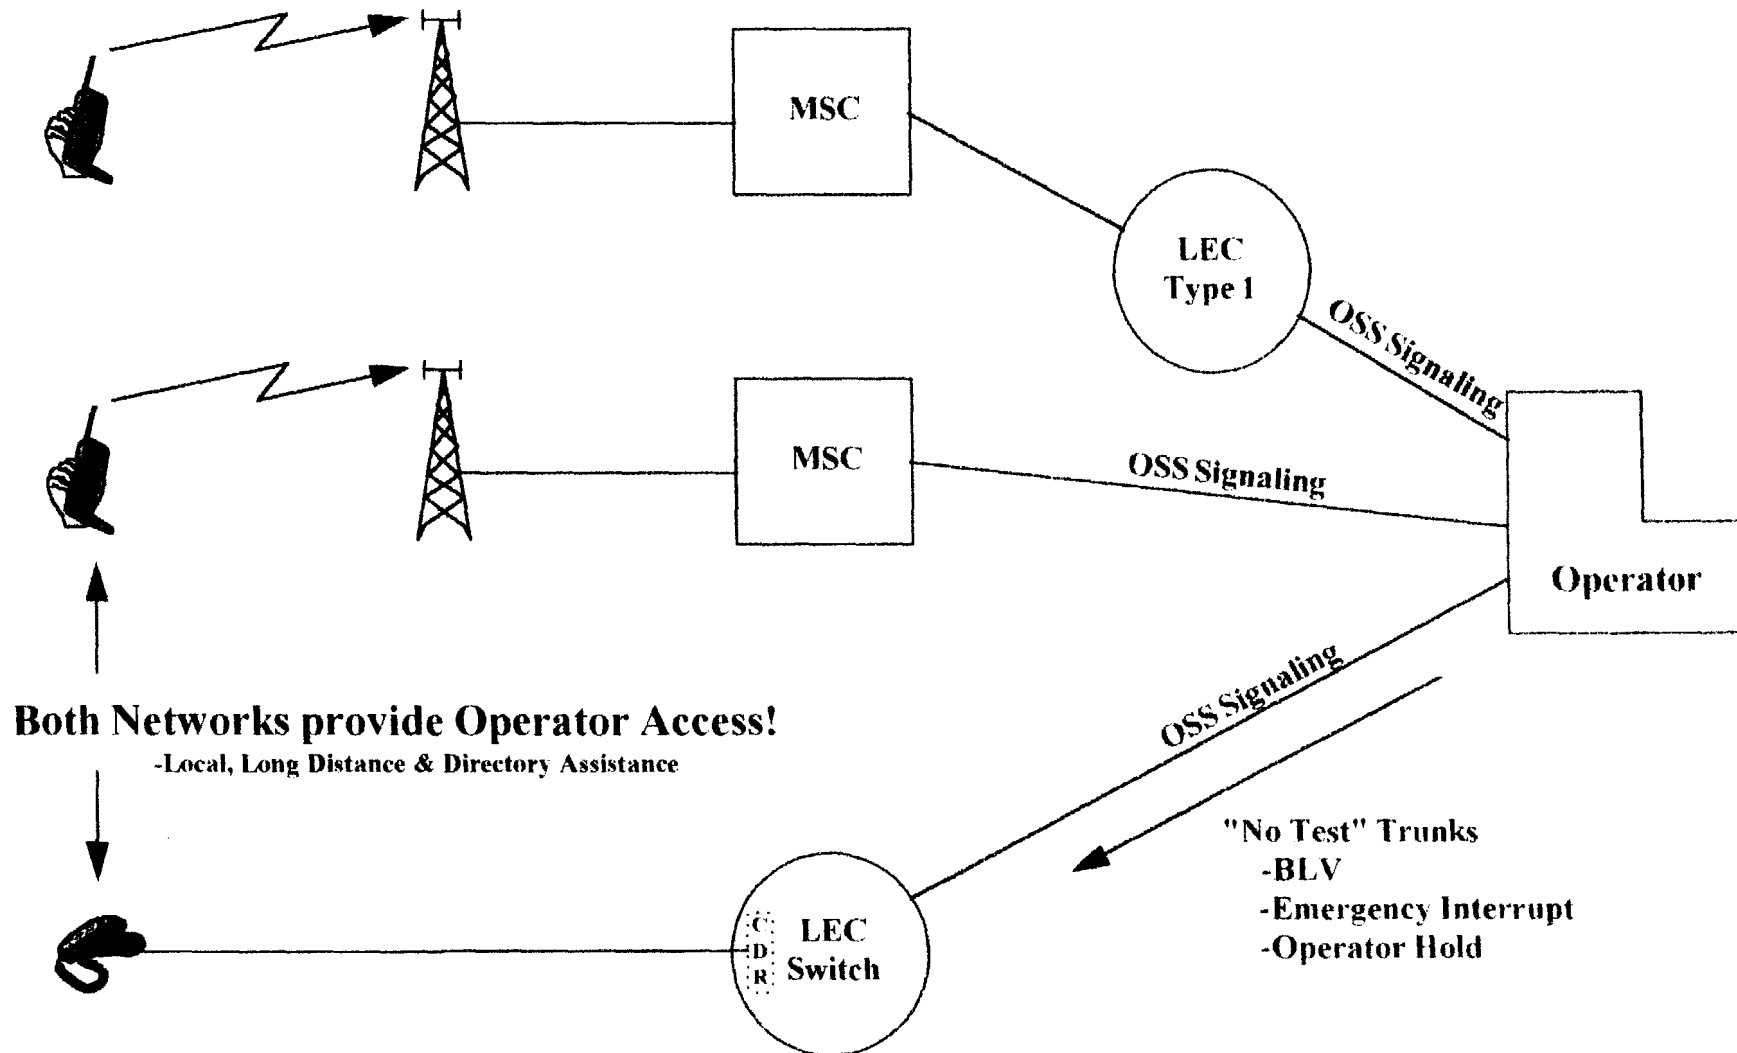 MSC
LEC
Type 1
OSS Signaling
MSC
OSS Signaling
Operator
OSS Signaling
Both Networks provide Operator Access!
-Local, Long Distance & Directory Assistance
"No Test" Trunks
-BLV
-Emergency Interrupt
-Operator Hold
C
D
R
LEC
Switch